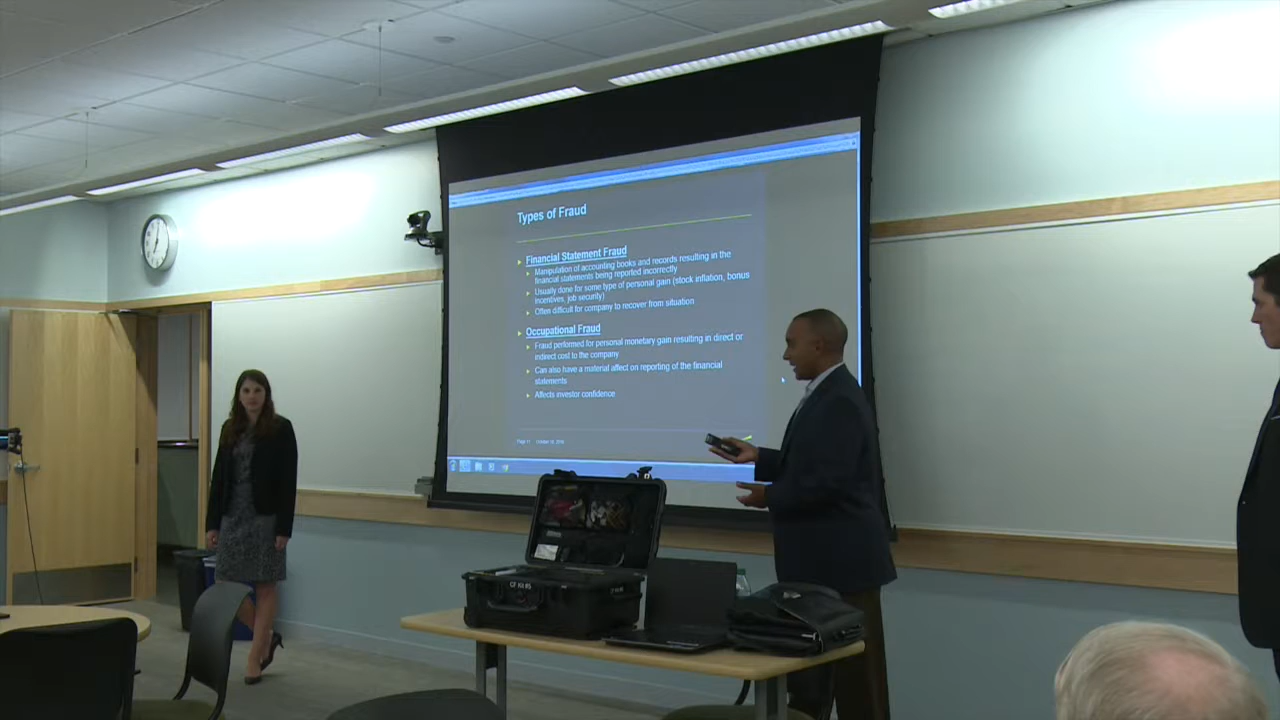 Types of Fraud
Financial Statement Fraud
Manipulation of accounting books and records resulting in the
financial statements being reported incorrectly
Usually done for some type of personal gain (stock inflation, bonus
incentives, job security)
Often difficult for company to recover from situation
Occupational Fraud
Fraud performed for personal monetary gain resulting in direct or
indirect cost to the company
Can also have a material affect on reporting of the financial
statements
Affects investor confidence
Page 11